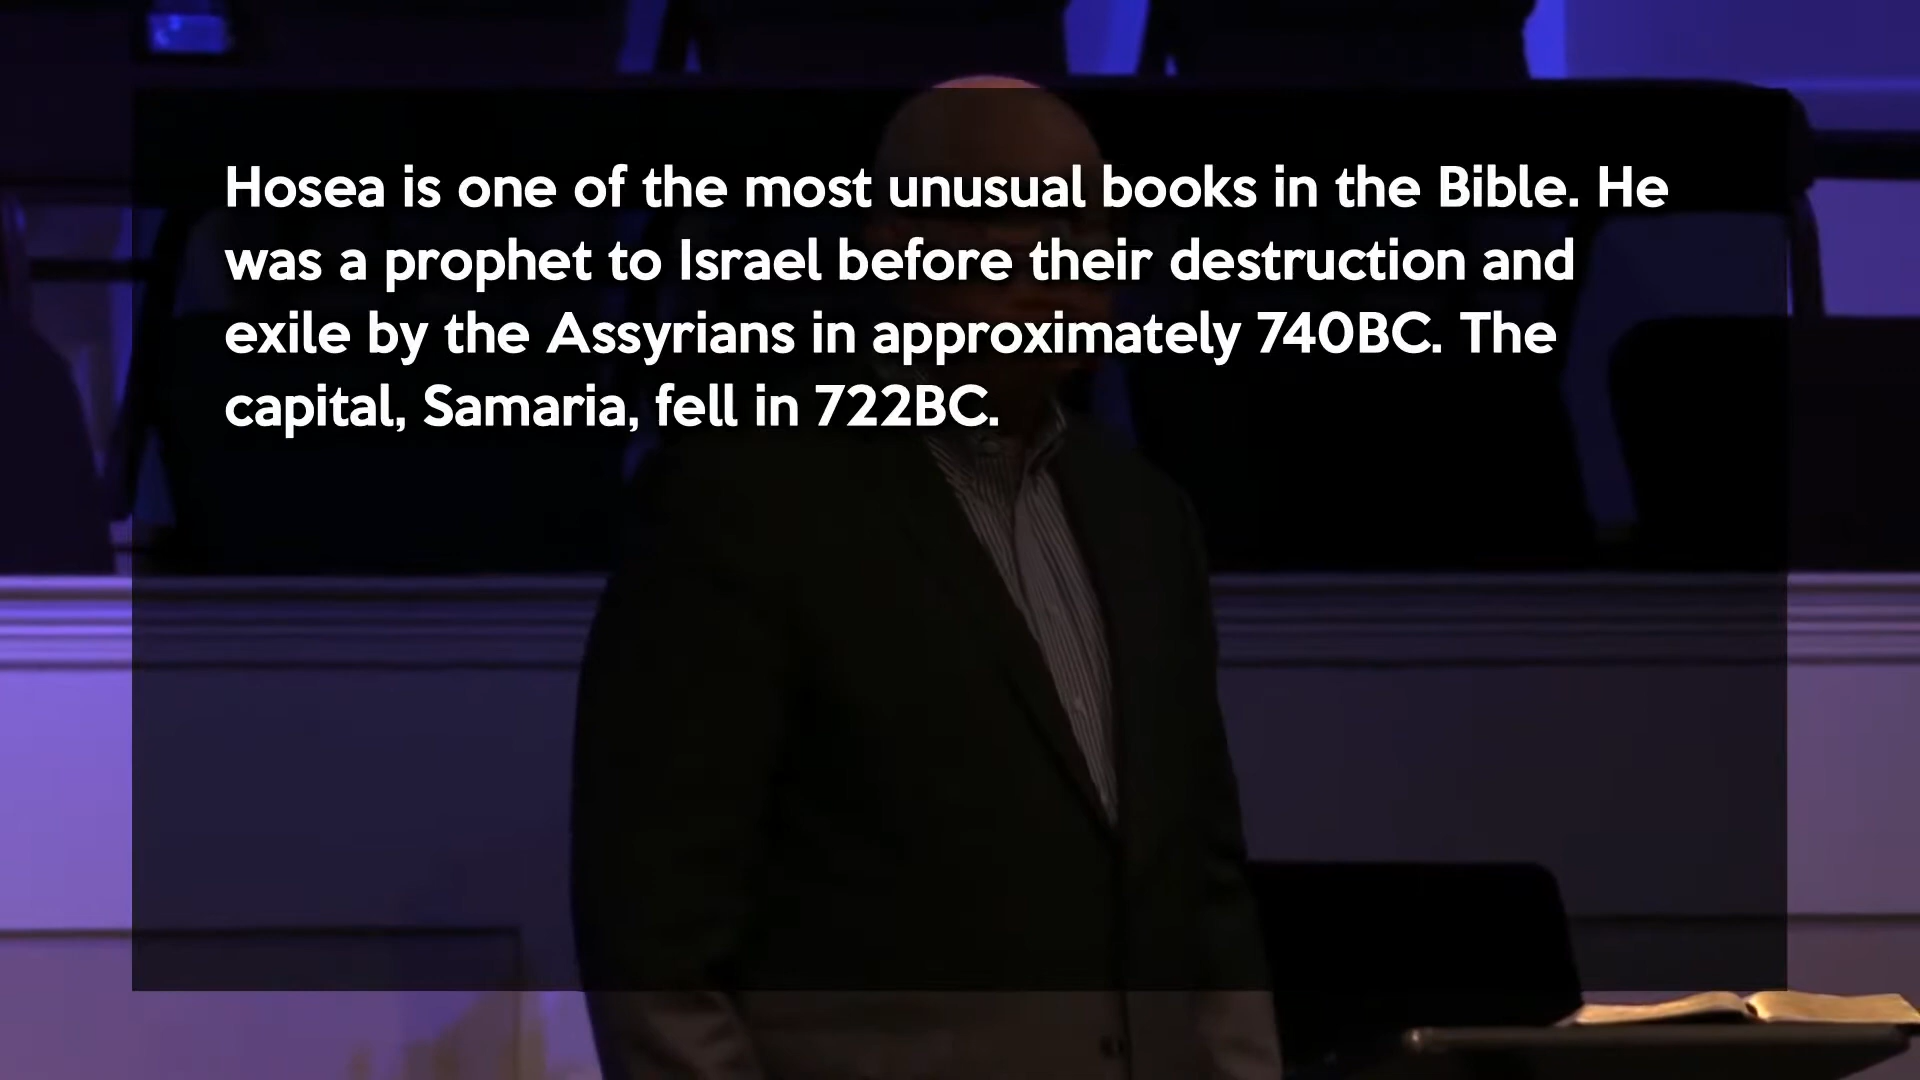 Hosea is one of the most unusual books in the Bible. He
was a prophet to Israel before their destruction and
exile by the Assyrians in approximately 740BC. The
capital, Samaria, fell in 722BC.